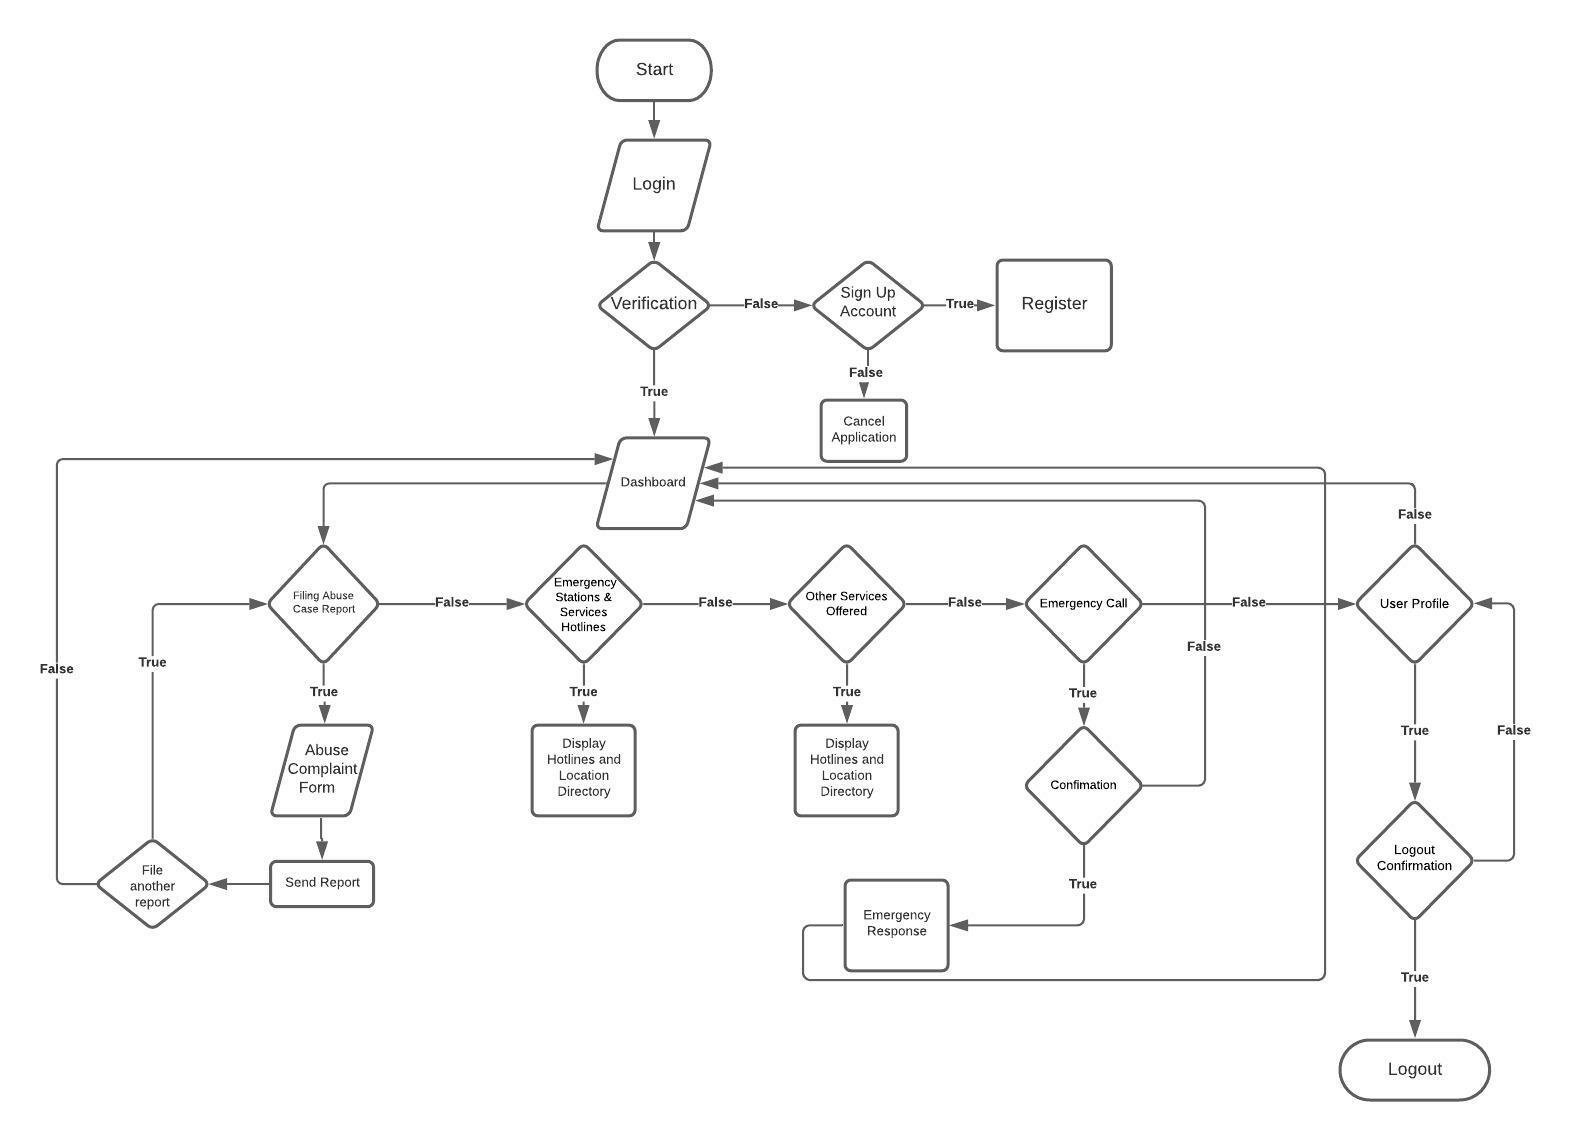 Start
Login
Verification
False
Sign Up
Account
True
Register
True
False
Cancel
Application
Dashboard
False
Filing Abuse
Case Report
False
Emergency
Stations &
Services
Hotlines
False
Other Services
Offered
False
Emergency Call
False
User Profile
False
True
False
True
True
True
True
Abuse
Complaint
Form
Display
Hotlines and
Location
Directory
Display
Hotlines and
Location
Directory
Confimation
True
False
File
another
report
Send Report
Logout
Confirmation
True
Emergency
Response
True
Logout